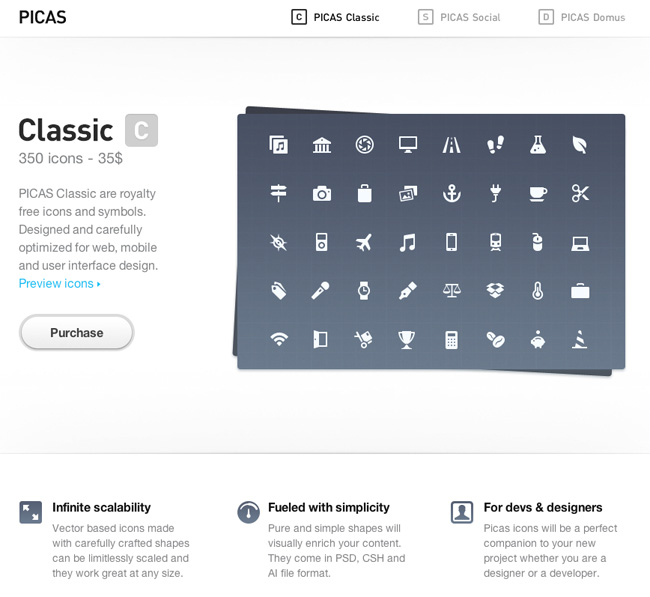 PICAS
C PICAS Classic
S PICAS Social
D PICAS Domus
Classic C
350 icons - 35$
PICAS Classic are royalty
free icons and symbols.
Designed and carefully
optimized for web, mobile
and user interface design.
Preview icons
Purchase
Infinite scalability
Vector based icons made
with carefully crafted shapes
can be limitlessly scaled and
they work great at any size.
Fueled with simplicity
Pure and simple shapes will
visually enrich your content.
They come in PSD, CSH and
AI file format.
For devs & designers
Picas icons will be a perfect
companion to your new
project whether you are a
designer or a developer.